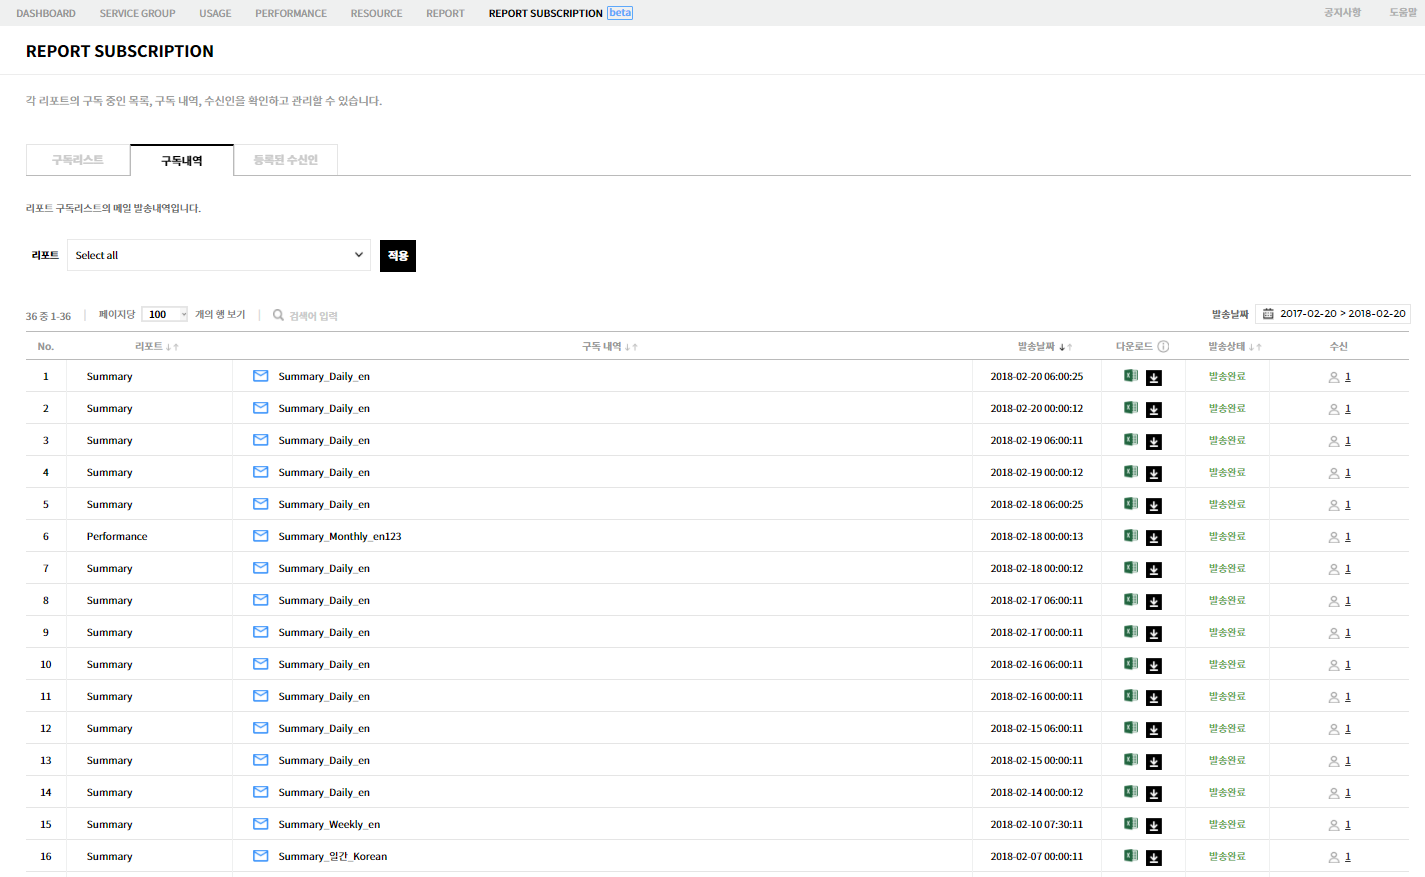 DASHBOARD SERVICE GROUP USAGE PERFORMANCE RESOURCE REPORT REPORT SUBSCRIPTION beta 공지사항 도움말
REPORT SUBSCRIPTION
각 리포트의 구독 중인 목록, 구독 내역, 수신인을 확인하고 관리할 수 있습니다.
구독리스트 구독내역 등록된 수신인
리포트 구독리스트의 메일 발송내역입니다.
리포트 Select all 적용
36 중 1-36 페이지당 100 개의 행 보기 검색어 입력 발송날짜 2017-02-20 > 2018-02-20
No. 리포트 구독 내역 발송날짜 다운로드 발송상태 수신
1 Summary Summary_Daily_en 2018-02-20 06:00:25 발송완료 1
2 Summary Summary_Daily_en 2018-02-20 00:00:12 발송완료 1
3 Summary Summary_Daily_en 2018-02-19 06:00:11 발송완료 1
4 Summary Summary_Daily_en 2018-02-19 00:00:12 발송완료 1
5 Summary Summary_Daily_en 2018-02-18 06:00:25 발송완료 1
6 Performance Summary_Monthly_en123 2018-02-18 00:00:13 발송완료 1
7 Summary Summary_Daily_en 2018-02-18 00:00:12 발송완료 1
8 Summary Summary_Daily_en 2018-02-17 06:00:11 발송완료 1
9 Summary Summary_Daily_en 2018-02-17 00:00:11 발송완료 1
10 Summary Summary_Daily_en 2018-02-16 06:00:11 발송완료 1
11 Summary Summary_Daily_en 2018-02-16 00:00:11 발송완료 1
12 Summary Summary_Daily_en 2018-02-15 06:00:11 발송완료 1
13 Summary Summary_Daily_en 2018-02-15 00:00:11 발송완료 1
14 Summary Summary_Daily_en 2018-02-14 00:00:12 발송완료 1
15 Summary Summary_Weekly_en 2018-02-10 07:30:11 발송완료 1
16 Summary Summary_일간_Korean 2018-02-07 00:00:11 발송완료 1